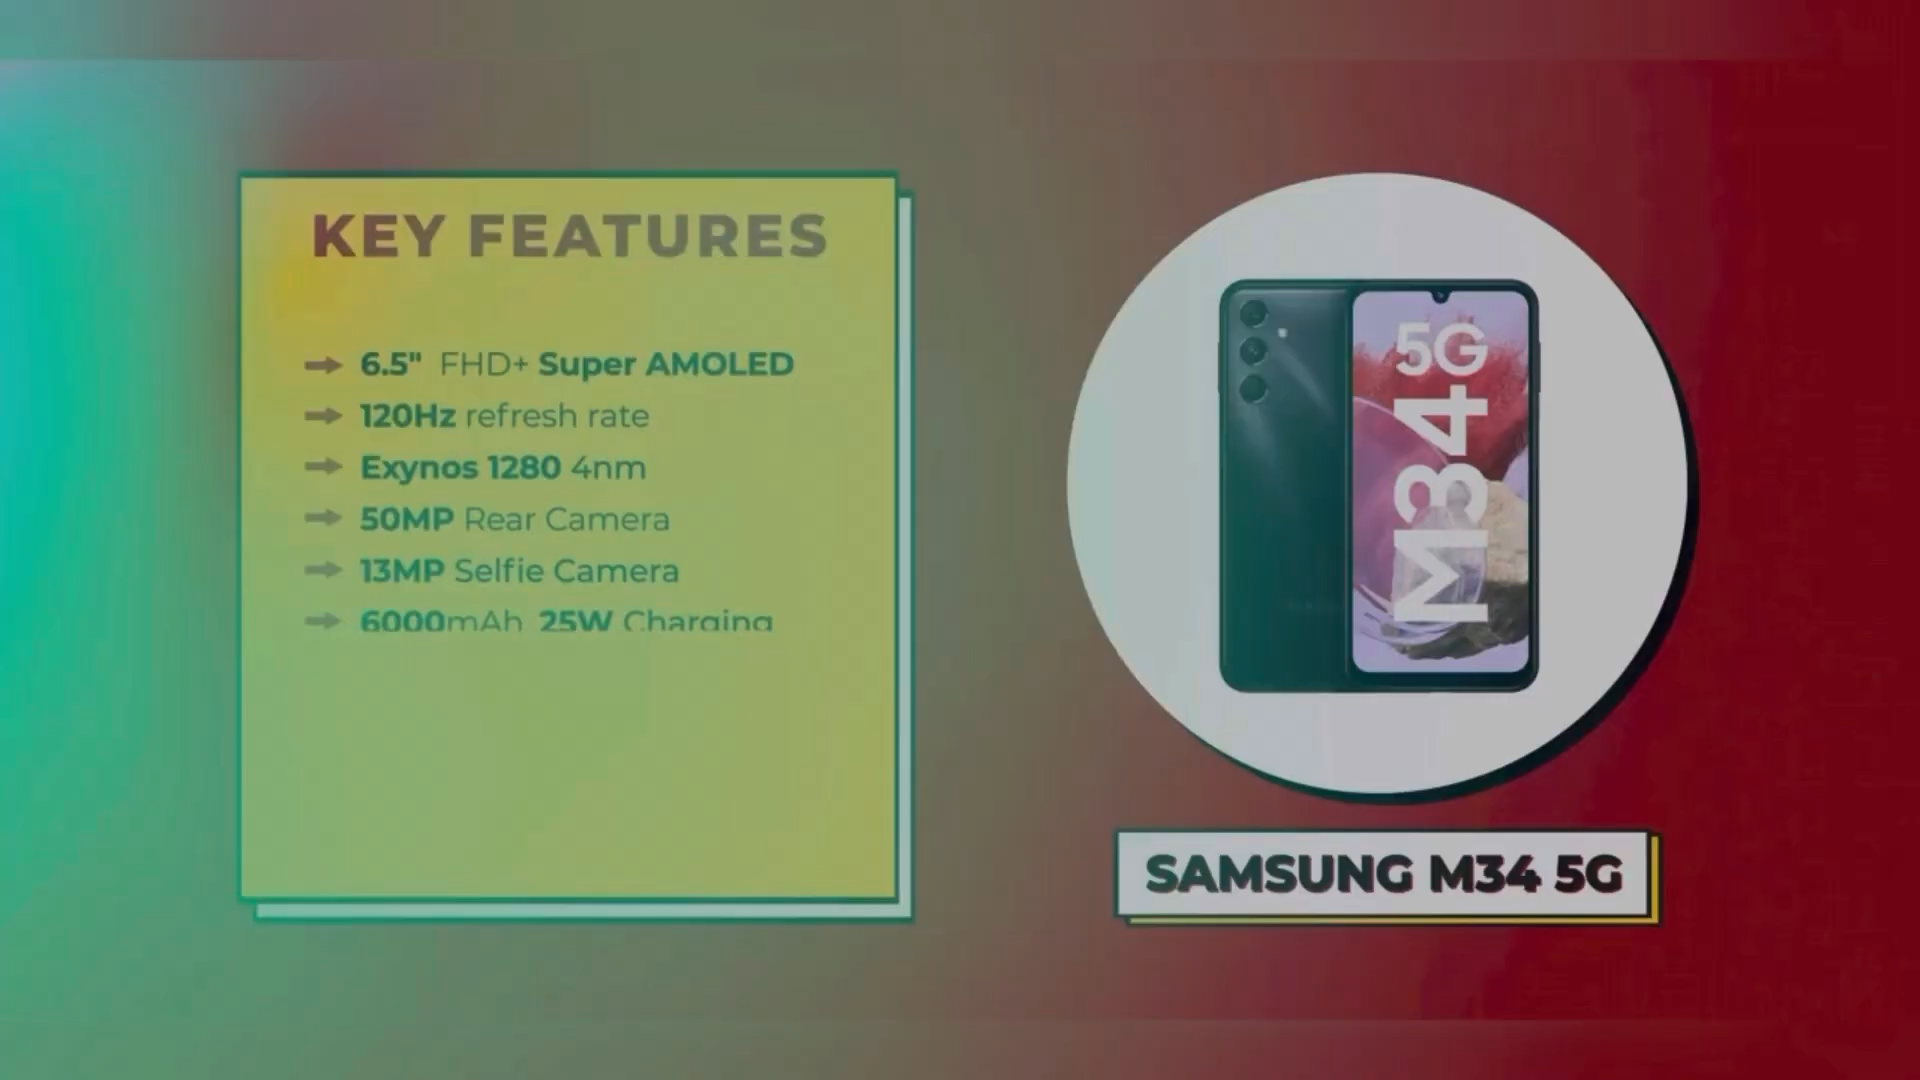 KEY FEATURES
6.5" FHD+ Super AMOLED
120Hz refresh rate
Exynos 1280 4nm
50MP Rear Camera
13MP Selfie Camera
6000mAh 25W Charging
5G
M34
SAMSUNG M34 5G